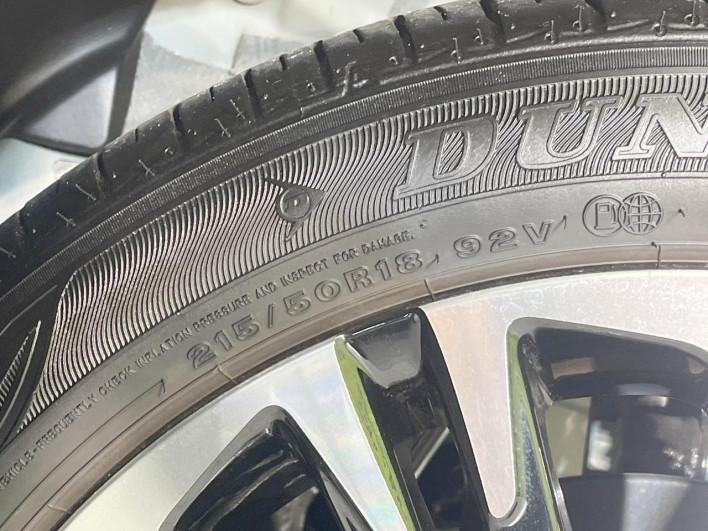 DUN
VEHICLE-FREQUENTLY CHECK INFLATION PRESSURE AND INSPECT FOR DAMAGE.
215/50R18 92V